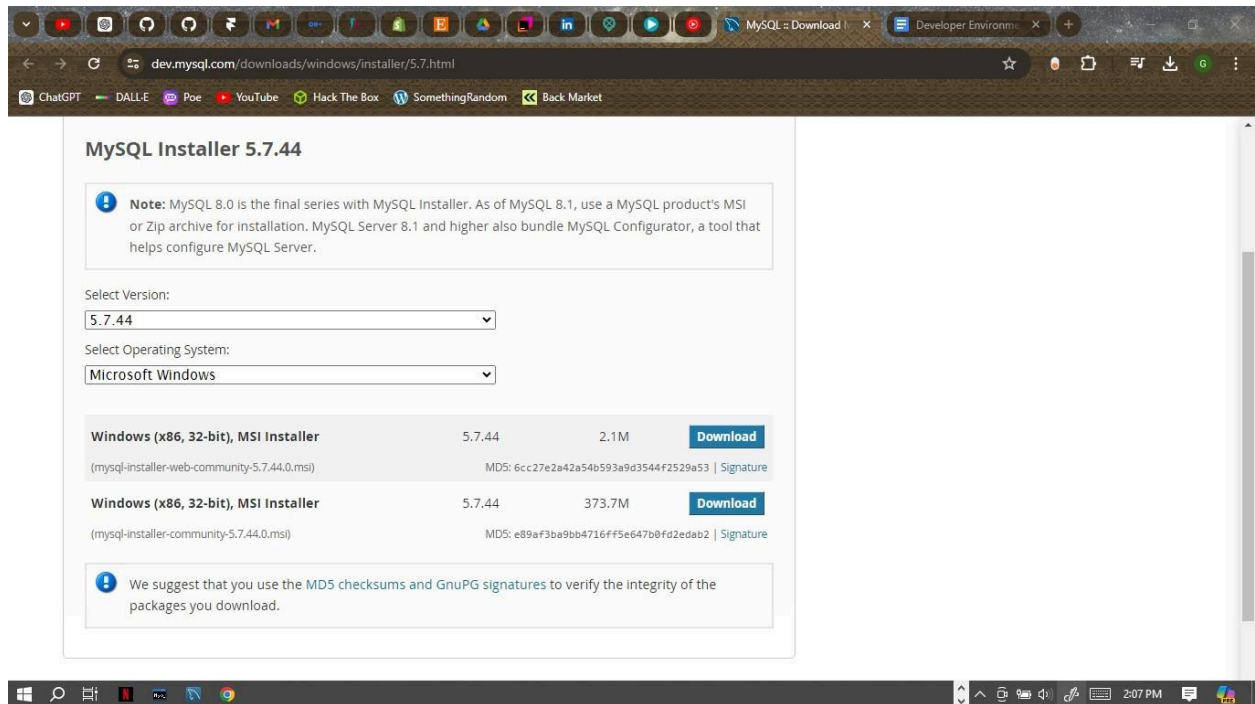 MySQL :: Download
Developer Environme
dev.mysql.com/downloads/windows/installer/5.7.html
G
ChatGPT DALL·E Poe YouTube Hack The Box SomethingRandom Back Market
MySQL Installer 5.7.44
Note: MySQL 8.0 is the final series with MySQL Installer. As of MySQL 8.1, use a MySQL product's MSI
or Zip archive for installation. MySQL Server 8.1 and higher also bundle MySQL Configurator, a tool that
helps configure MySQL Server.
Select Version:
5.7.44
Select Operating System:
Microsoft Windows
Windows (x86, 32-bit), MSI Installer 5.7.44 2.1M Download
(mysql-installer-web-community-5.7.44.0.msi) MD5: 6cc27e2a42a54b593a9d3544f2529a53 | Signature
Windows (x86, 32-bit), MSI Installer 5.7.44 373.7M Download
(mysql-installer-community-5.7.44.0.msi) MD5: e89af3ba9bb4716ff5e647b0fd2edab2 | Signature
We suggest that you use the MD5 checksums and GnuPG signatures to verify the integrity of the
packages you download.
2:07 PM